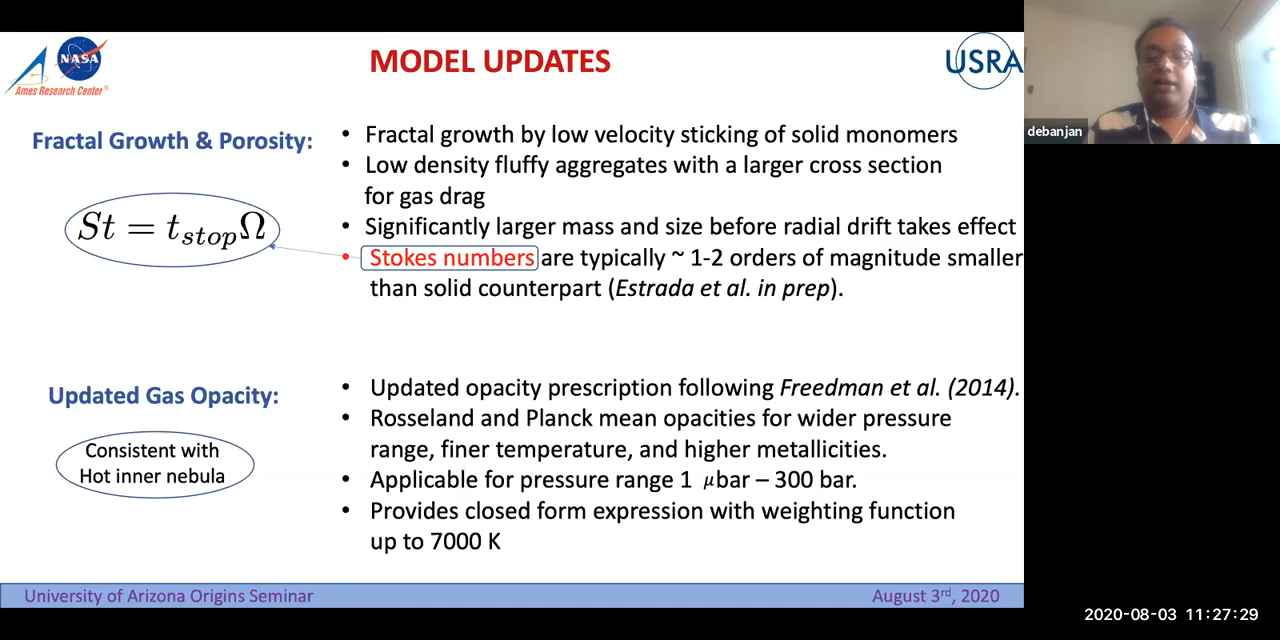 NASA
Ames Research Center
MODEL UPDATES
USRA
debanjan
Fractal Growth & Porosity:
• Fractal growth by low velocity sticking of solid monomers
• Low density fluffy aggregates with a larger cross section
for gas drag
St = t_{stop}Ω
• Significantly larger mass and size before radial drift takes effect
• Stokes numbers are typically ~ 1-2 orders of magnitude smaller
than solid counterpart (Estrada et al. in prep).
Updated Gas Opacity:
• Updated opacity prescription following Freedman et al. (2014).
• Rosseland and Planck mean opacities for wider pressure
range, finer temperature, and higher metallicities.
Consistent with
Hot inner nebula
• Applicable for pressure range 1 μbar – 300 bar.
• Provides closed form expression with weighting function
up to 7000 K
University of Arizona Origins Seminar
August 3rd, 2020
2020-08-03 11:27:29